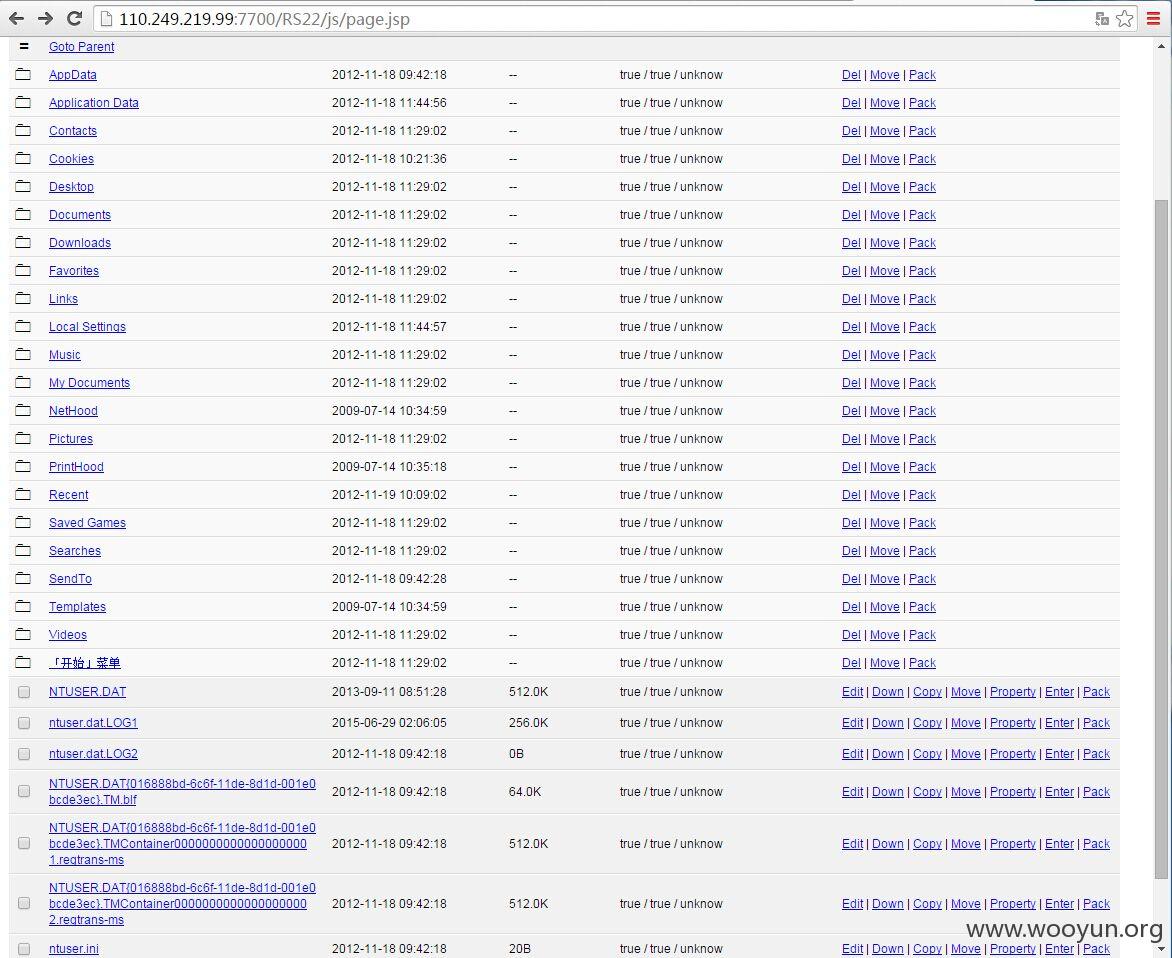 110.249.219.99:7700/RS22/js/page.jsp
= Goto Parent
AppData 2012-11-18 09:42:18 -- true / true / unknow Del | Move | Pack
Application Data 2012-11-18 11:44:56 -- true / true / unknow Del | Move | Pack
Contacts 2012-11-18 11:29:02 -- true / true / unknow Del | Move | Pack
Cookies 2012-11-18 10:21:36 -- true / true / unknow Del | Move | Pack
Desktop 2012-11-18 11:29:02 -- true / true / unknow Del | Move | Pack
Documents 2012-11-18 11:29:02 -- true / true / unknow Del | Move | Pack
Downloads 2012-11-18 11:29:02 -- true / true / unknow Del | Move | Pack
Favorites 2012-11-18 11:29:02 -- true / true / unknow Del | Move | Pack
Links 2012-11-18 11:29:02 -- true / true / unknow Del | Move | Pack
Local Settings 2012-11-18 11:44:57 -- true / true / unknow Del | Move | Pack
Music 2012-11-18 11:29:02 -- true / true / unknow Del | Move | Pack
My Documents 2012-11-18 11:29:02 -- true / true / unknow Del | Move | Pack
NetHood 2009-07-14 10:34:59 -- true / true / unknow Del | Move | Pack
Pictures 2012-11-18 11:29:02 -- true / true / unknow Del | Move | Pack
PrintHood 2009-07-14 10:35:18 -- true / true / unknow Del | Move | Pack
Recent 2012-11-19 10:09:02 -- true / true / unknow Del | Move | Pack
Saved Games 2012-11-18 11:29:02 -- true / true / unknow Del | Move | Pack
Searches 2012-11-18 11:29:02 -- true / true / unknow Del | Move | Pack
SendTo 2012-11-18 09:42:28 -- true / true / unknow Del | Move | Pack
Templates 2009-07-14 10:34:59 -- true / true / unknow Del | Move | Pack
Videos 2012-11-18 11:29:02 -- true / true / unknow Del | Move | Pack
「开始」菜单 2012-11-18 11:29:02 -- true / true / unknow Del | Move | Pack
NTUSER.DAT 2013-09-11 08:51:28 512.0K true / true / unknow Edit | Down | Copy | Move | Property | Enter | Pack
ntuser.dat.LOG1 2015-06-29 02:06:05 256.0K true / true / unknow Edit | Down | Copy | Move | Property | Enter | Pack
ntuser.dat.LOG2 2012-11-18 09:42:18 0B true / true / unknow Edit | Down | Copy | Move | Property | Enter | Pack
NTUSER.DAT{016888bd-6c6f-11de-8d1d-001e0
bcde3ec}.TM.blf 2012-11-18 09:42:18 64.0K true / true / unknow Edit | Down | Copy | Move | Property | Enter | Pack
NTUSER.DAT{016888bd-6c6f-11de-8d1d-001e0
bcde3ec}.TMContainer0000000000000000000 2012-11-18 09:42:18 512.0K true / true / unknow Edit | Down | Copy | Move | Property | Enter | Pack
1.regtrans-ms
NTUSER.DAT{016888bd-6c6f-11de-8d1d-001e0
bcde3ec}.TMContainer0000000000000000000 2012-11-18 09:42:18 512.0K true / true / unknow Edit | Down | Copy | Move | Property | Enter | Pack
2.regtrans-ms
ntuser.ini 2012-11-18 09:42:18 20B true / true / unknow Edit | Down | Copy | Move | Property | Enter | Pack
www.wooyun.org